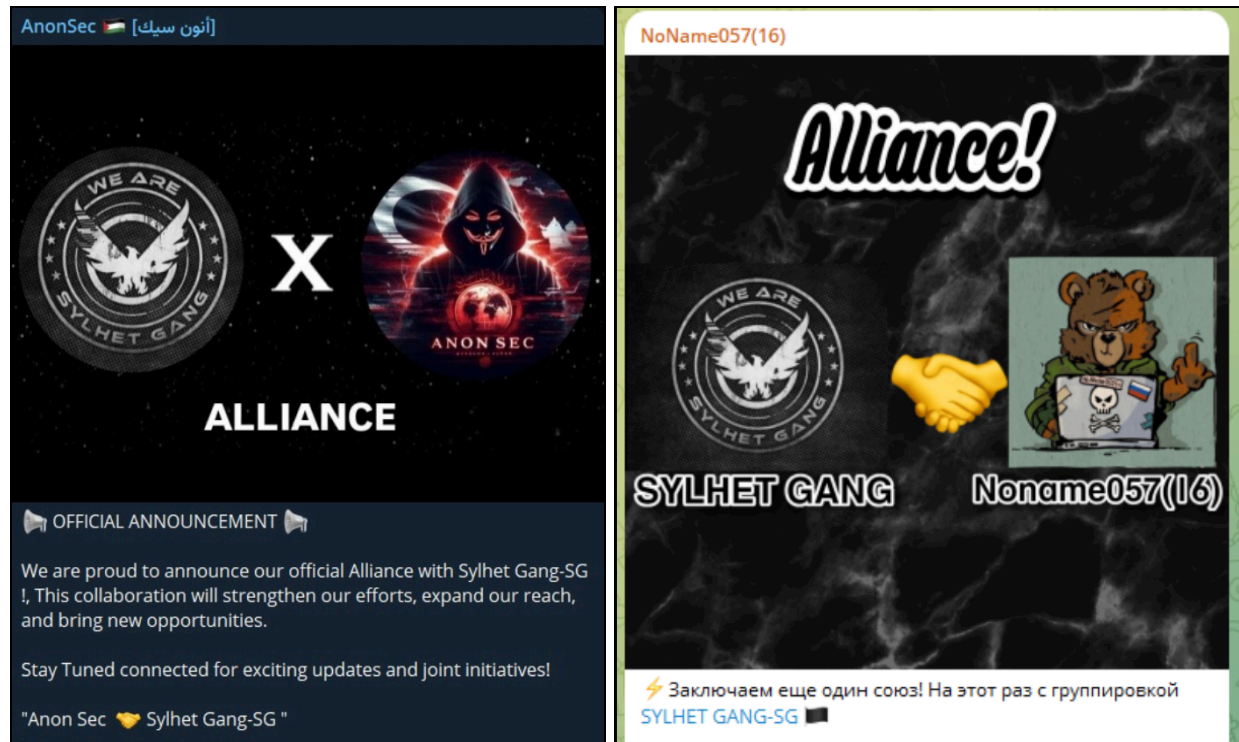 AnonSec 🇵🇸 [أنون سيك]
WE ARE
SYLHET GANG
X
ANON SEC
ALLIANCE
📢 OFFICIAL ANNOUNCEMENT 📢
We are proud to announce our official Alliance with Sylhet Gang-SG
!, This collaboration will strengthen our efforts, expand our reach,
and bring new opportunities.
Stay Tuned connected for exciting updates and joint initiatives!
"Anon Sec 🤝 Sylhet Gang-SG "
NoName057(16)
Alliance!
WE ARE
SYLHET GANG
SYLHET GANG
Noname057(16)
⚡ Заключаем еще один союз! На этот раз с группировкой
SYLHET GANG-SG 🏴